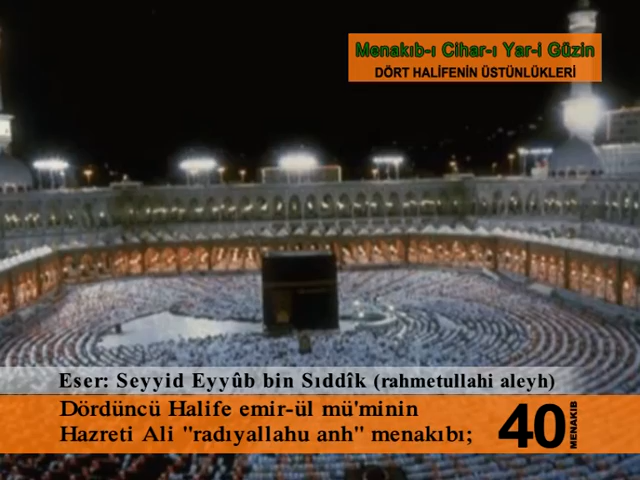 Menakıb-ı Cihar-ı Yar-i Güzin
DÖRT HALİFENİN ÜSTÜNLÜKLERİ
Eser: Seyyid Eyyûb bin Sıddîk (rahmetullahi aleyh)
Dördüncü Halife emir-ül mü'minin
Hazreti Ali "radıyallahu anh" menakıbı;
40
MENAKIB